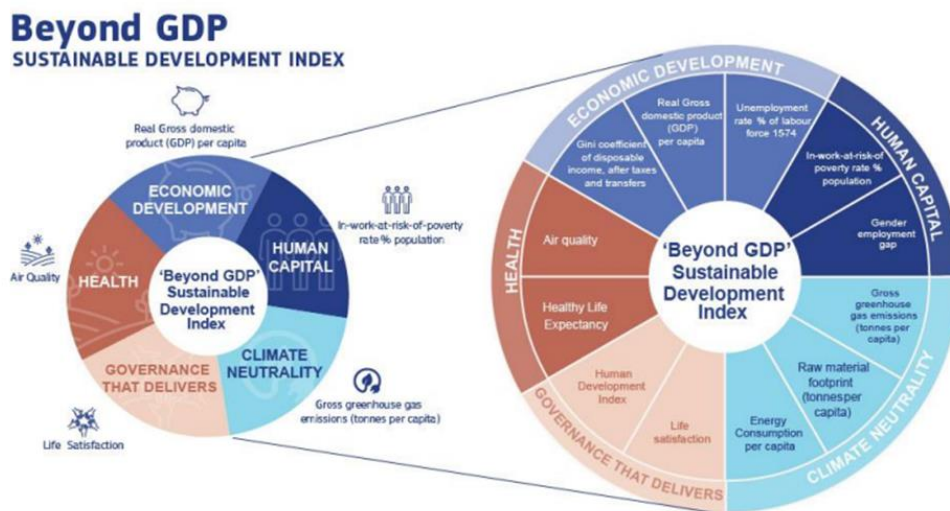 Beyond GDP
SUSTAINABLE DEVELOPMENT INDEX
Real Gross domestic
product (GDP) per capita
ECONOMIC
DEVELOPMENT
In-work-at-risk-of-poverty
rate % population
HUMAN
CAPITAL
Air Quality
HEALTH
'Beyond GDP'
Sustainable
Development
Index
CLIMATE
NEUTRALITY
Gross greenhouse gas
emissions (tonnes per capita)
GOVERNANCE
THAT DELIVERS
Life Satisfaction
ECONOMIC DEVELOPMENT
Gini coefficient
of disposable
income, after taxes
and transfers
Real Gross
domestic product
(GDP)
per capita
Unemployment
rate % of labour
force 1574
HUMAN CAPITAL
In-work-at-risk-of
poverty rate %
population
Gender
employment
gap
HEALTH
Air quality
Healthy Life
Expectancy
'Beyond GDP'
Sustainable
Development
Index
CLIMATE NEUTRALITY
Gross
greenhouse
gas emissions
(tonnes per
capita)
Raw material
footprint
(tonnesper
capita)
Energy
Consumption
per capita
GOVERNANCE THAT DELIVERS
Human
Development
Index
Life
satisfaction